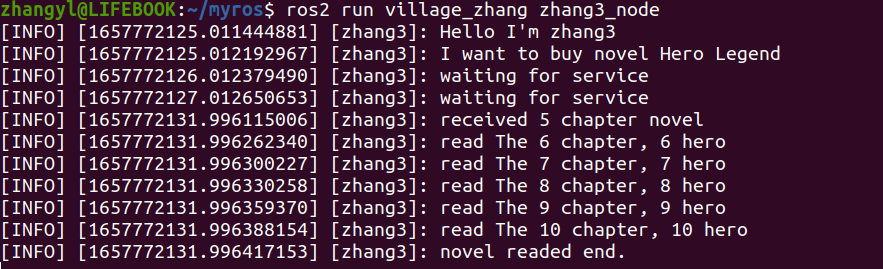 zhangyl@LIFEBOOK:~/myros$ ros2 run village_zhang zhang3_node
[INFO] [1657772125.011444881] [zhang3]: Hello I'm zhang3
[INFO] [1657772125.012192967] [zhang3]: I want to buy novel Hero Legend
[INFO] [1657772126.012379490] [zhang3]: waiting for service
[INFO] [1657772127.012650653] [zhang3]: waiting for service
[INFO] [1657772131.996115006] [zhang3]: received 5 chapter novel
[INFO] [1657772131.996262340] [zhang3]: read The 6 chapter, 6 hero
[INFO] [1657772131.996300227] [zhang3]: read The 7 chapter, 7 hero
[INFO] [1657772131.996330258] [zhang3]: read The 8 chapter, 8 hero
[INFO] [1657772131.996359370] [zhang3]: read The 9 chapter, 9 hero
[INFO] [1657772131.996388154] [zhang3]: read The 10 chapter, 10 hero
[INFO] [1657772131.996417153] [zhang3]: novel readed end.